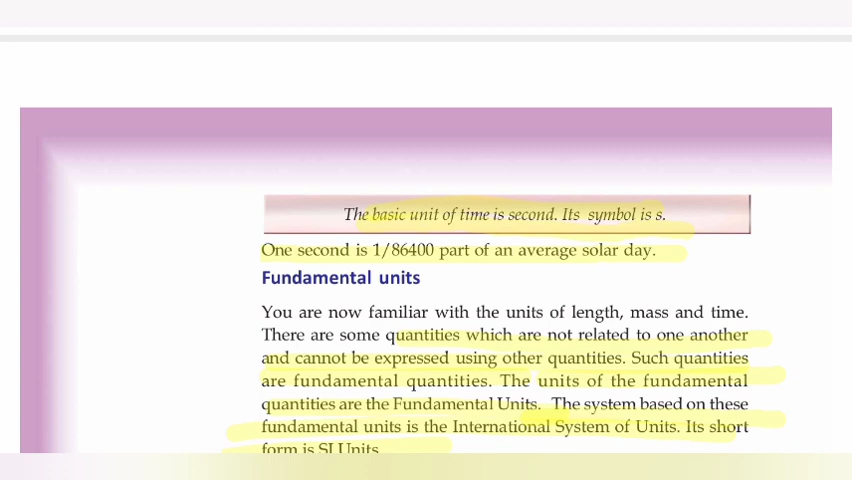 The basic unit of time is second. Its symbol is s.
One second is 1/86400 part of an average solar day.
Fundamental units
You are now familiar with the units of length, mass and time.
There are some quantities which are not related to one another
and cannot be expressed using other quantities. Such quantities
are fundamental quantities. The units of the fundamental
quantities are the Fundamental Units. The system based on these
fundamental units is the International System of Units. Its short
form is SI Units.